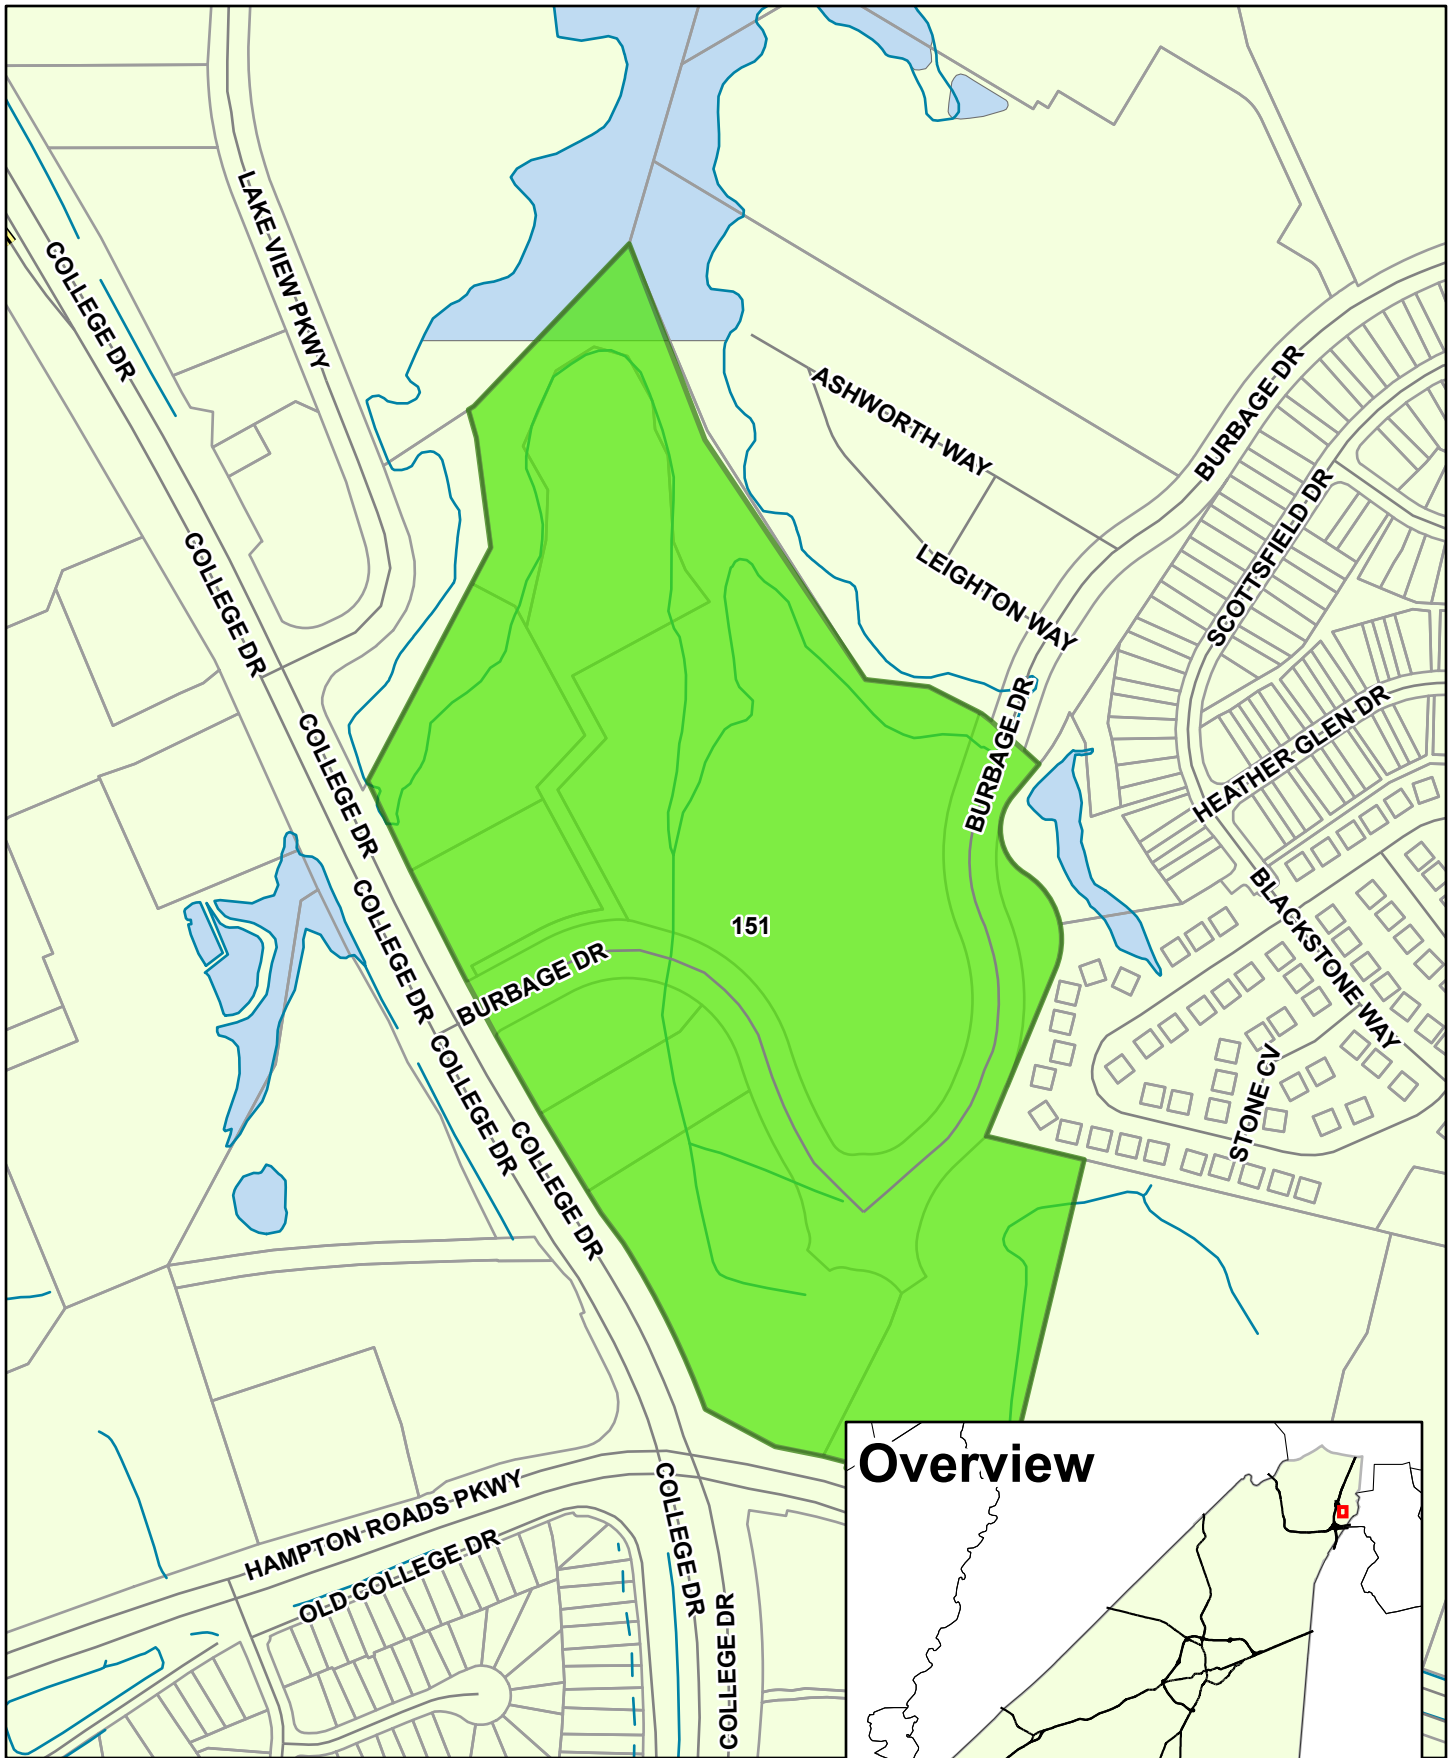 LAKE VIEW PKWY
COLLEGE DR
ASHWORTH WAY
BURBAGE DR
SCOTTSFIELD DR
COLLEGE DR
LEIGHTON WAY
BURBAGE DR
HEATHER GLEN DR
COLLEGE DR
BLACKSTONE WAY
COLLEGE DR
151
BURBAGE DR
COLLEGE DR
STONE CV
COLLEGE DR
Overview
HAMPTON ROADS PKWY
COLLEGE DR
OLD COLLEGE DR
COLLEGE DR